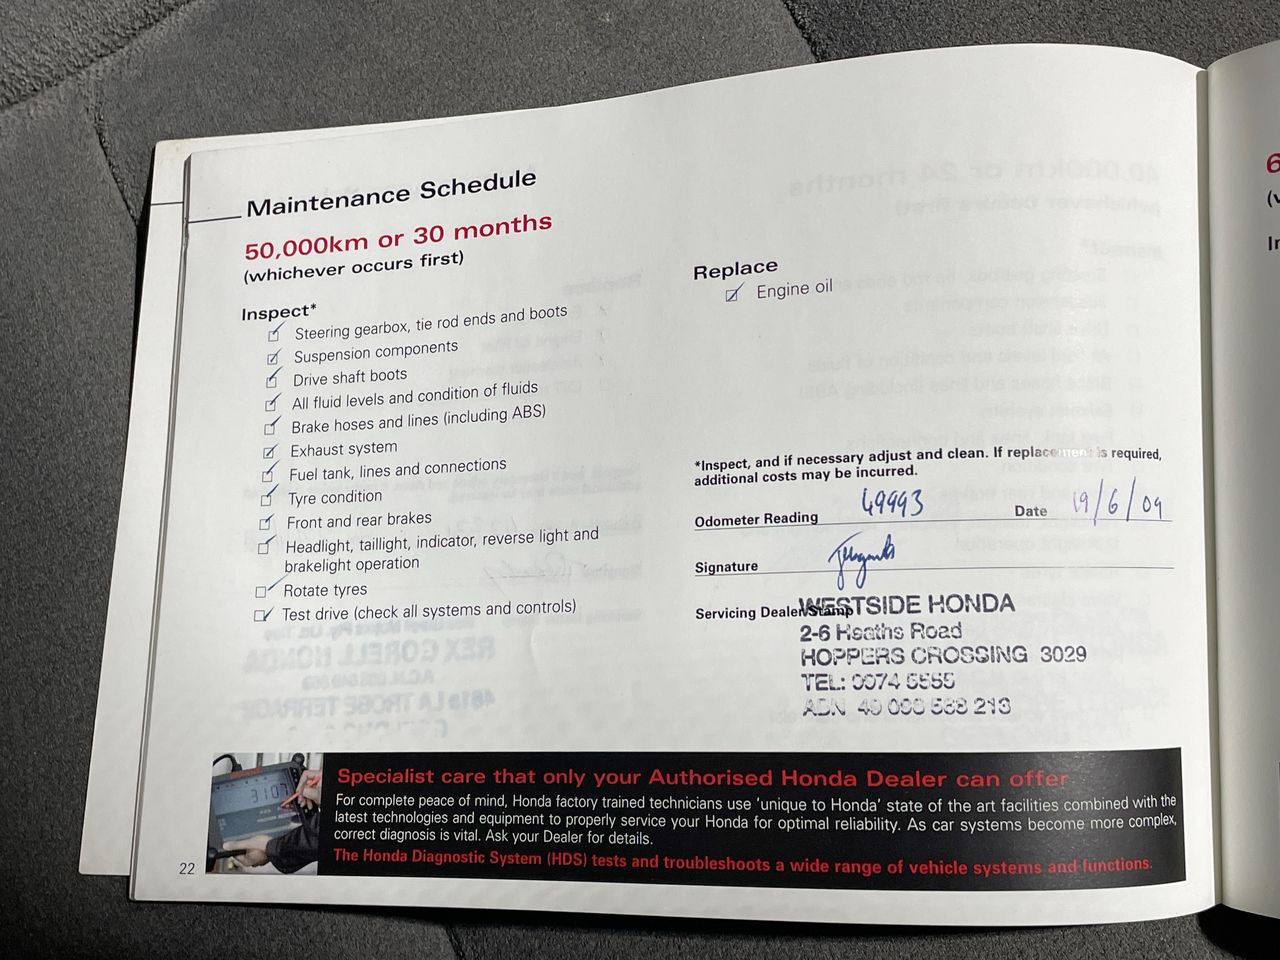 Maintenance Schedule
50,000km or 30 months
(whichever occurs first)
Inspect*
Steering gearbox, tie rod ends and boots
Suspension components
Drive shaft boots
All fluid levels and condition of fluids
Brake hoses and lines (including ABS)
Exhaust system
Fuel tank, lines and connections
Tyre condition
Front and rear brakes
Headlight, taillight, indicator, reverse light and
brakelight operation
Rotate tyres
Test drive (check all systems and controls)
Replace
Engine oil
*Inspect, and if necessary adjust and clean. If replacement is required,
additional costs may be incurred.
Odometer Reading 49993 Date 19/6/09
Signature
Servicing Dealer Stamp
WESTSIDE HONDA
2-6 Heaths Road
HOPPERS CROSSING 3029
TEL:
Specialist care that only your Authorised Honda Dealer can offer
For complete peace of mind, Honda factory trained technicians use 'unique to Honda' state of the art facilities combined with the
latest technologies and equipment to properly service your Honda for optimal reliability. As car systems become more complex,
correct diagnosis is vital. Ask your Dealer for details.
The Honda Diagnostic System (HDS) tests and troubleshoots a wide range of vehicle systems and functions.
3107
22
6